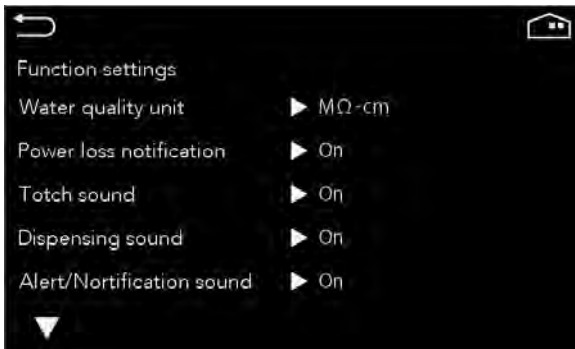 Function settings
Water quality unit ▶ MΩ-cm
Power loss notification ▶ On
Totch sound ▶ On
Dispensing sound ▶ On
Alert/Nortification sound ▶ On